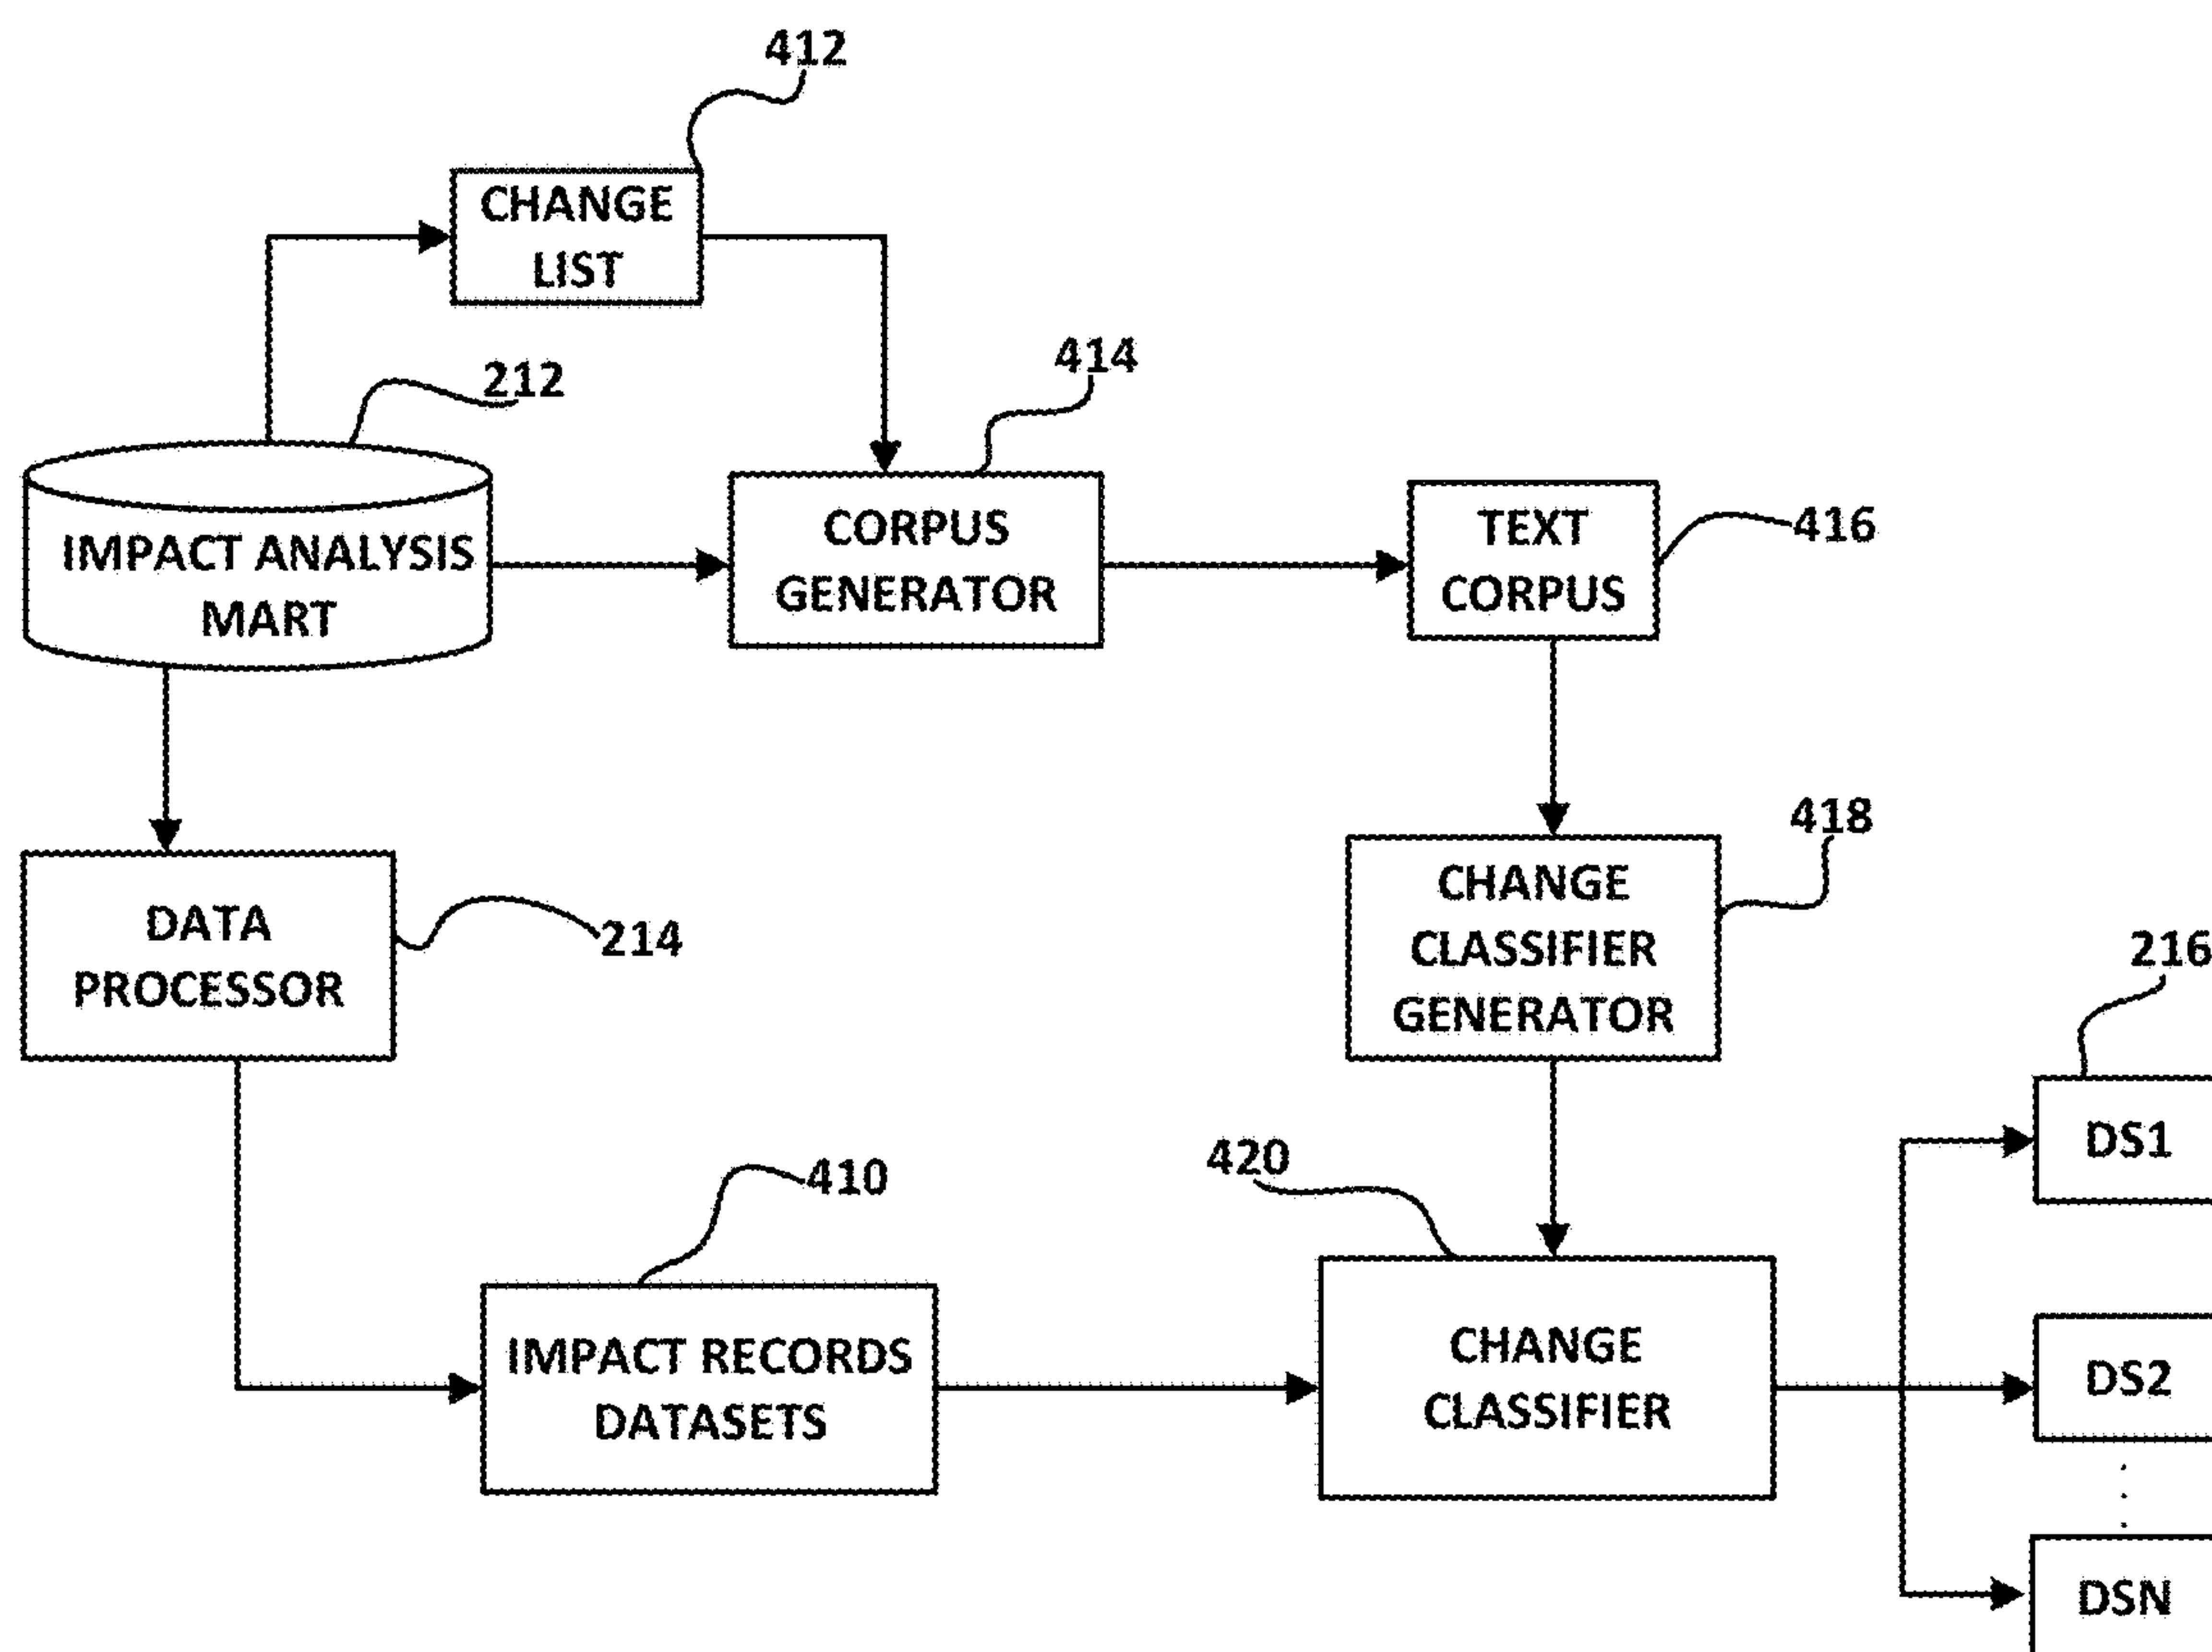 412
CHANGE
LIST
212
414
IMPACT ANALYSIS
MART
CORPUS
GENERATOR
TEXT
CORPUS
416
418
DATA
PROCESSOR
214
CHANGE
CLASSIFIER
GENERATOR
216
DS1
410
420
IMPACT RECORDS
DATASETS
CHANGE
CLASSIFIER
DS2
DSN